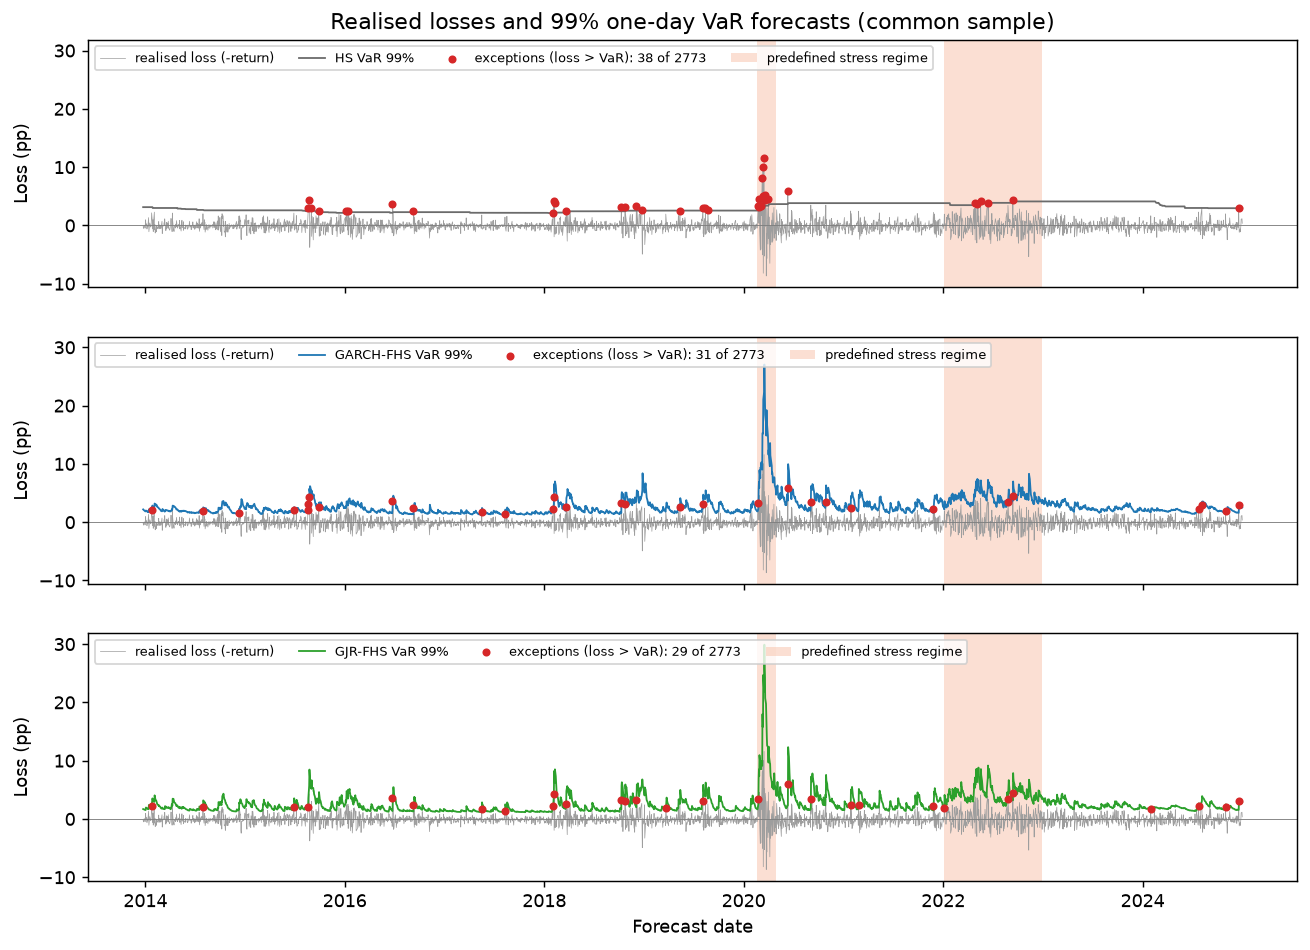 Realised losses and 99% one-day VaR forecasts (common sample)
realised loss (-return) HS VaR 99% exceptions (loss > VaR): 38 of 2773 predefined stress regime
Loss (pp)
30
20
10
0
−10
realised loss (-return) GARCH-FHS VaR 99% exceptions (loss > VaR): 31 of 2773 predefined stress regime
Loss (pp)
30
20
10
0
−10
realised loss (-return) GJR-FHS VaR 99% exceptions (loss > VaR): 29 of 2773 predefined stress regime
Loss (pp)
30
20
10
0
−10
2014 2016 2018 2020 2022 2024
Forecast date